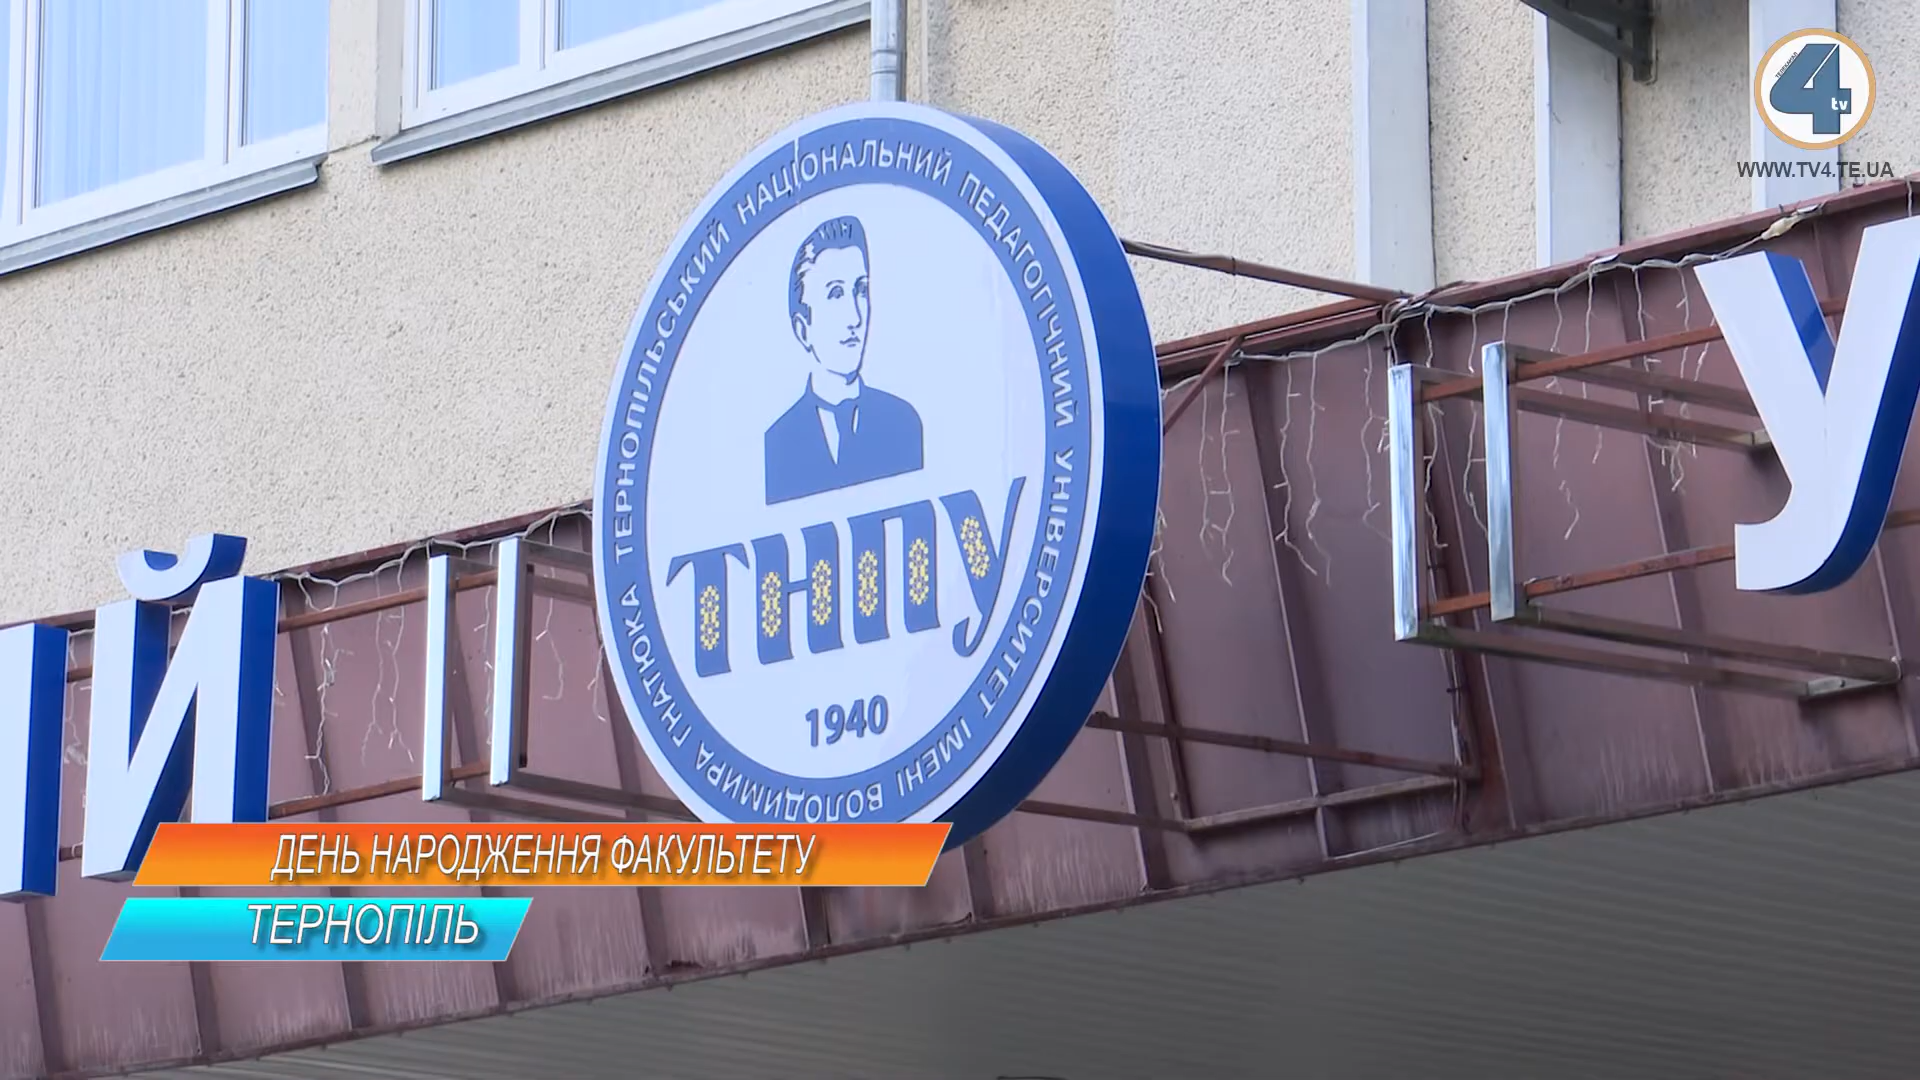 4
ТЕЛЕКАНАЛ
tv
WWW.TV4.TE.UA
ТЕРНОПІЛЬСЬКИЙ НАЦІОНАЛЬНИЙ ПЕДАГОГІЧНИЙ УНІВЕРСИТЕТ ІМЕНІ ВОЛОДИМИРА ГНАТЮКА
ТНПУ
1940
Й
У
ДЕНЬ НАРОДЖЕННЯ ФАКУЛЬТЕТУ
ТЕРНОПІЛЬ